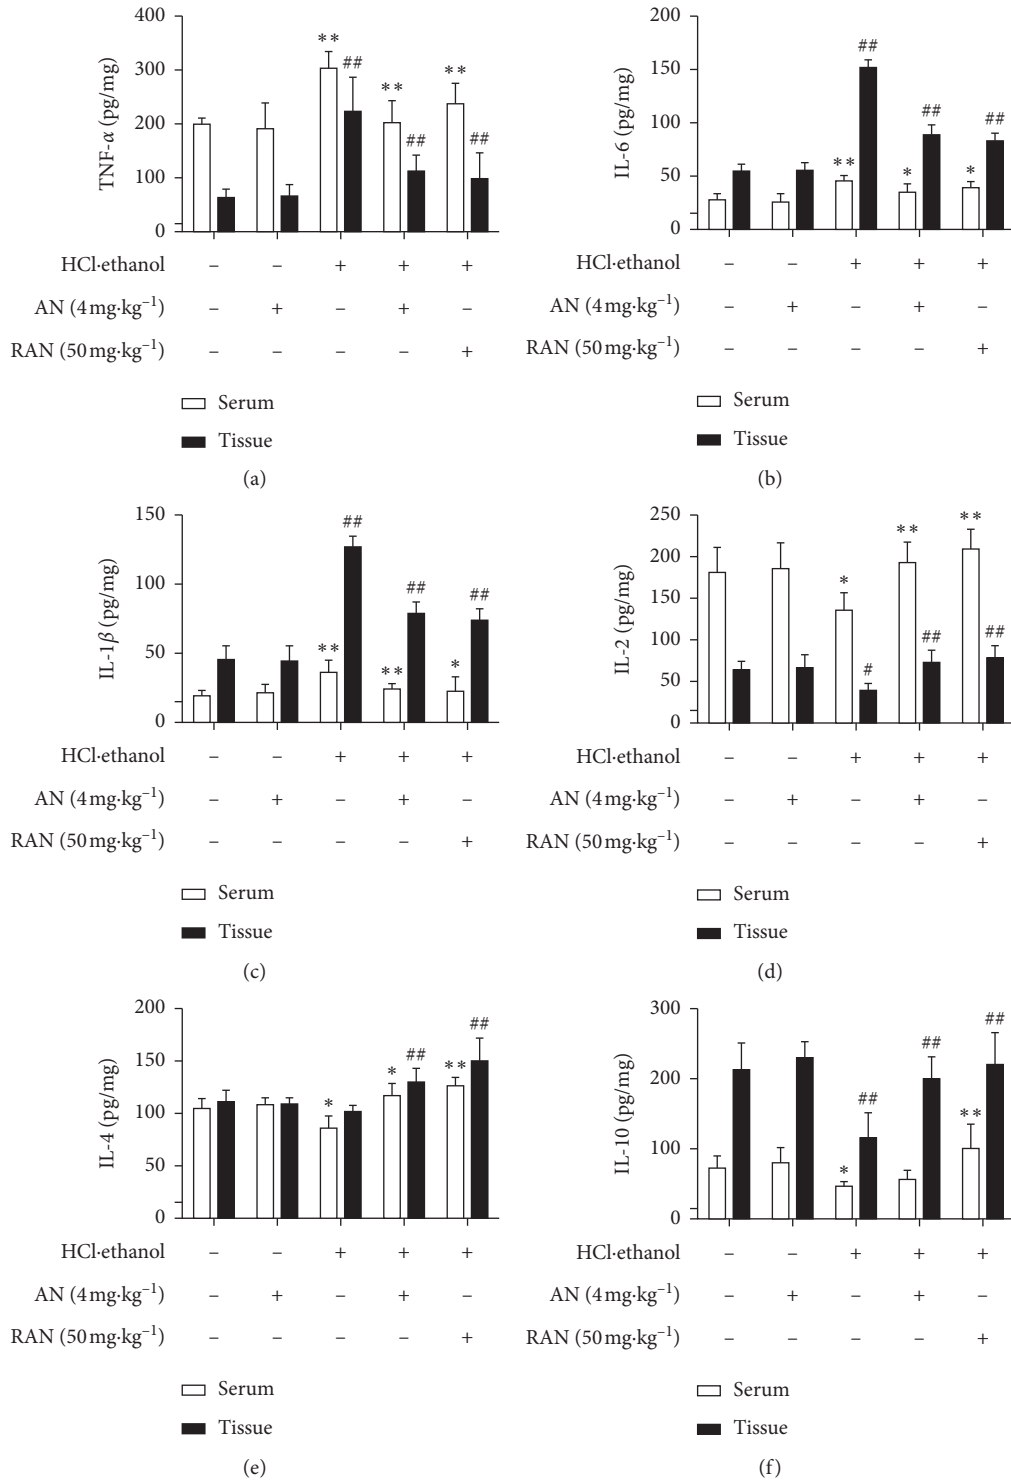 400
300
200
100
0
TNF-α (pg/mg)
** ## ** ## ** ##
HCl·ethanol – – + + +
AN (4 mg·kg⁻¹) – + – + –
RAN (50 mg·kg⁻¹) – – – – +
Serum
Tissue
(a)
200
150
100
50
0
IL-6 (pg/mg)
** ## * ## * ##
HCl·ethanol – – + + +
AN (4 mg·kg⁻¹) – + – + –
RAN (50 mg·kg⁻¹) – – – – +
Serum
Tissue
(b)
150
100
50
0
IL-1β (pg/mg)
** ## ** ## * ##
HCl·ethanol – – + + +
AN (4 mg·kg⁻¹) – + – + –
RAN (50 mg·kg⁻¹) – – – – +
Serum
Tissue
(c)
250
200
150
100
50
0
IL-2 (pg/mg)
* # ** ## ** ##
HCl·ethanol – – + + +
AN (4 mg·kg⁻¹) – + – + –
RAN (50 mg·kg⁻¹) – – – – +
Serum
Tissue
(d)
200
150
100
50
0
IL-4 (pg/mg)
* * ## ** ##
HCl·ethanol – – + + +
AN (4 mg·kg⁻¹) – + – + –
RAN (50 mg·kg⁻¹) – – – – +
Serum
Tissue
(e)
300
200
100
0
IL-10 (pg/mg)
* ## ## ** ##
HCl·ethanol – – + + +
AN (4 mg·kg⁻¹) – + – + –
RAN (50 mg·kg⁻¹) – – – – +
Serum
Tissue
(f)